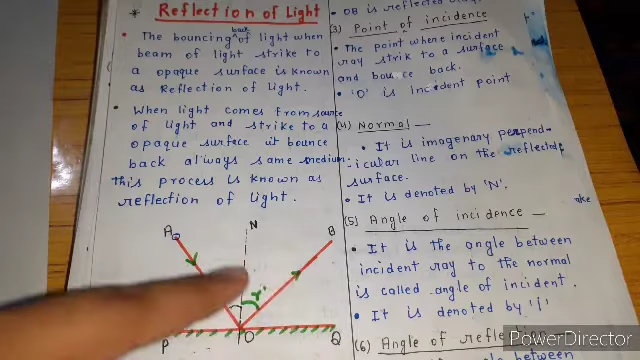 * Reflection of Light
• The bouncing back of light when
beam of light strike to
a opaque surface is known
as Reflection of light.
• When light comes from source
of light and strike to a
opaque surface it bounce
back always same medium
This process is known as
reflection of light.
A
N
B
r
P
O
Q
• OB is reflected
(3) Point of incidence
• The point where incident
ray strik to a surface
and bounce back.
• 'O' is incident point
(4) Normal
• It is imagenary perpend-
icular line on the reflected
surface.
• It is denoted by 'N'.
(5) Angle of incidence
• It is the angle between
incident ray to the normal
is called angle of incident.
• It is denoted by 'i'
(6) Angle of reflection
angle between
PowerDirector